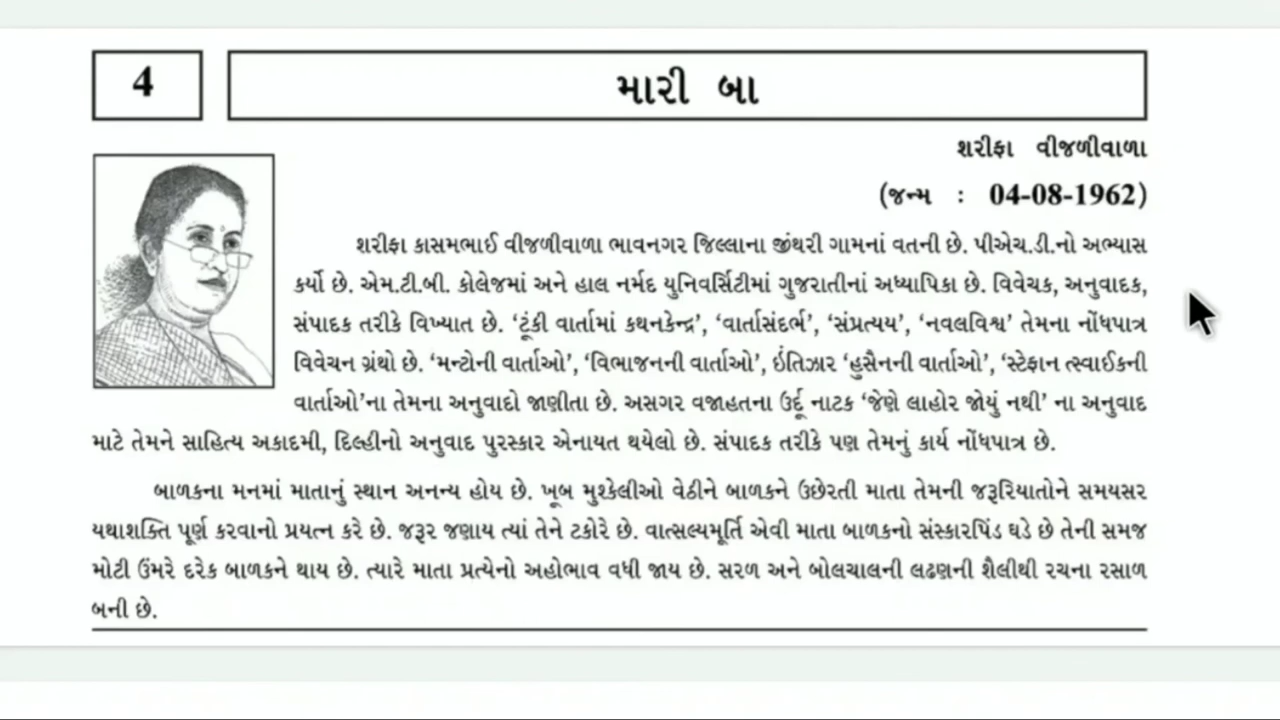 4
મારી બા
શરીફા વીજળીવાળા
(જન્મ : 04-08-1962)
શરીફા કાસમભાઈ વીજળીવાળા ભાવનગર જિલ્લાના જીંથરી ગામનાં વતની છે. પીએચ.ડી.નો અભ્યાસ
કર્યો છે. એમ.ટી.બી. કોલેજમાં અને હાલ નર્મદ યુનિવર્સિટીમાં ગુજરાતીનાં અધ્યાપિકા છે. વિવેચક, અનુવાદક,
સંપાદક તરીકે વિખ્યાત છે. ‘ટૂંકી વાર્તામાં કથનકેન્દ્ર’, ‘વાર્તાસંદર્ભ’, ‘સંપ્રત્યય’, ‘નવલવિશ્વ’ તેમના નોંધપાત્ર
વિવેચન ગ્રંથો છે. ‘મન્ટોની વાર્તાઓ’, ‘વિભાજનની વાર્તાઓ’, ઇંતિઝાર ‘હુસૈનની વાર્તાઓ’, ‘સ્ટેફાન ત્સ્વાઈકની
વાર્તાઓ’ના તેમના અનુવાદો જાણીતા છે. અસગર વજાહતના ઉર્દૂ નાટક ‘જેણે લાહોર જોયું નથી’ ના અનુવાદ
માટે તેમને સાહિત્ય અકાદમી, દિલ્હીનો અનુવાદ પુરસ્કાર એનાયત થયેલો છે. સંપાદક તરીકે પણ તેમનું કાર્ય નોંધપાત્ર છે.
બાળકના મનમાં માતાનું સ્થાન અનન્ય હોય છે. ખૂબ મુશ્કેલીઓ વેઠીને બાળકને ઉછેરતી માતા તેમની જરૂરિયાતોને સમયસર
યથાશક્તિ પૂર્ણ કરવાનો પ્રયત્ન કરે છે. જરૂર જણાય ત્યાં તેને ટકોરે છે. વાત્સલ્યમૂર્તિ એવી માતા બાળકનો સંસ્કારપિંડ ઘડે છે તેની સમજ
મોટી ઉંમરે દરેક બાળકને થાય છે. ત્યારે માતા પ્રત્યેનો અહોભાવ વધી જાય છે. સરળ અને બોલચાલની લઢણની શૈલીથી રચના રસાળ
બની છે.